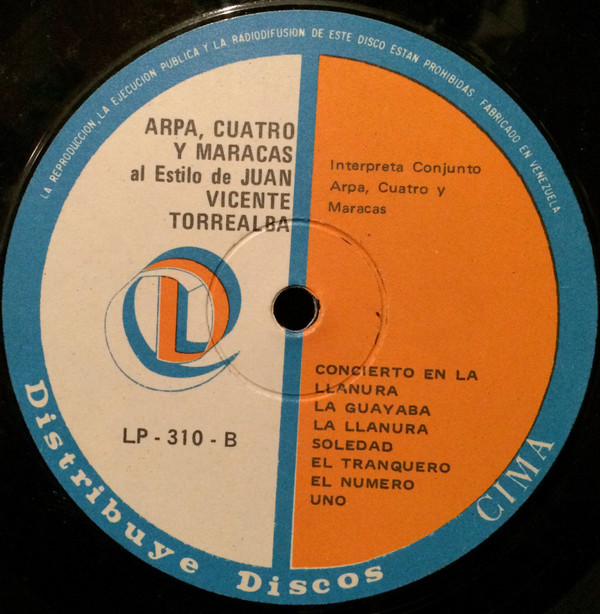 LA REPRODUCCION, LA EJECUCION PUBLICA Y LA RADIODIFUSION DE ESTE DISCO ESTAN PROHIBIDAS. FABRICADO EN VENEZUELA
ARPA, CUATRO
Y MARACAS
al Estilo de JUAN
VICENTE
TORREALBA
Interpreta Conjunto
Arpa, Cuatro y
Maracas
LP - 310 - B
CONCIERTO EN LA
LLANURA
LA GUAYABA
LA LLANURA
SOLEDAD
EL TRANQUERO
EL NUMERO
UNO
Distribuye Discos CIMA